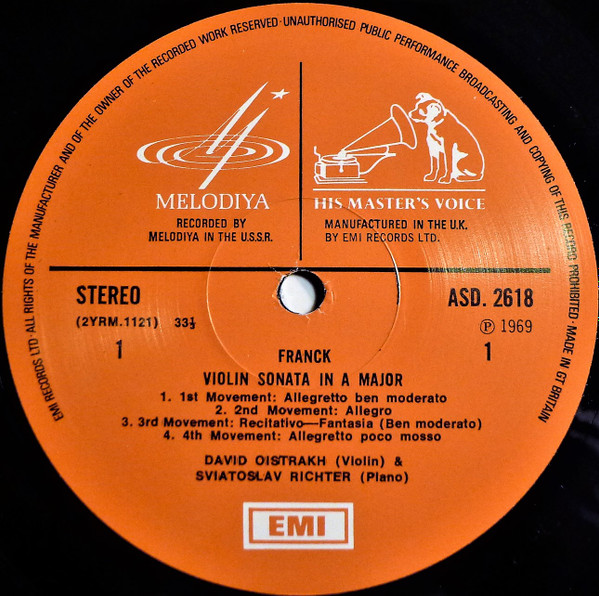 EMI RECORDS LTD · ALL RIGHTS OF THE MANUFACTURER AND OF THE OWNER OF THE RECORDED WORK RESERVED · UNAUTHORISED PUBLIC PERFORMANCE BROADCASTING AND COPYING OF THIS RECORD PROHIBITED · MADE IN GT BRITAIN
MELODIYA
RECORDED BY
MELODIYA IN THE U.S.S.R.
HIS MASTER'S VOICE
MANUFACTURED IN THE U.K.
BY EMI RECORDS LTD.
STEREO
ASD. 2618
(2YRM.1121) 33⅓
Ⓟ 1969
1
1
FRANCK
VIOLIN SONATA IN A MAJOR
1. 1st Movement: Allegretto ben moderato
2. 2nd Movement: Allegro
3. 3rd Movement: Recitativo—Fantasia (Ben moderato)
4. 4th Movement: Allegretto poco mosso
DAVID OISTRAKH (Violin) &
SVIATOSLAV RICHTER (Piano)
EMI